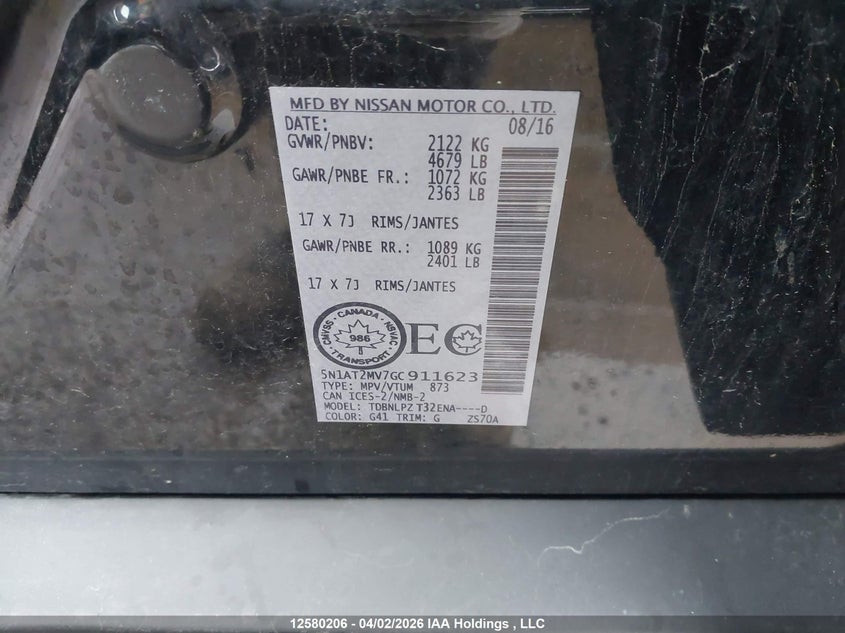 MFD BY NISSAN MOTOR CO., LTD.
DATE: 08/16
GVWR/PNBV: 2122 KG
4679 LB
GAWR/PNBE FR.: 1072 KG
2363 LB
17 X 7J RIMS/JANTES
GAWR/PNBE RR.: 1089 KG
2401 LB
17 X 7J RIMS/JANTES
CMVSS · CANADA · NSVAC
986
EC
5N1AT2MV7GC911623
TYPE: MPV/VTUM 873
CAN ICES-2/NMB-2
MODEL: TDBNLPZ T32ENA----D
COLOR: G41 TRIM: G ZS70A
12580206 - 04/02/2026 IAA Holdings , LLC